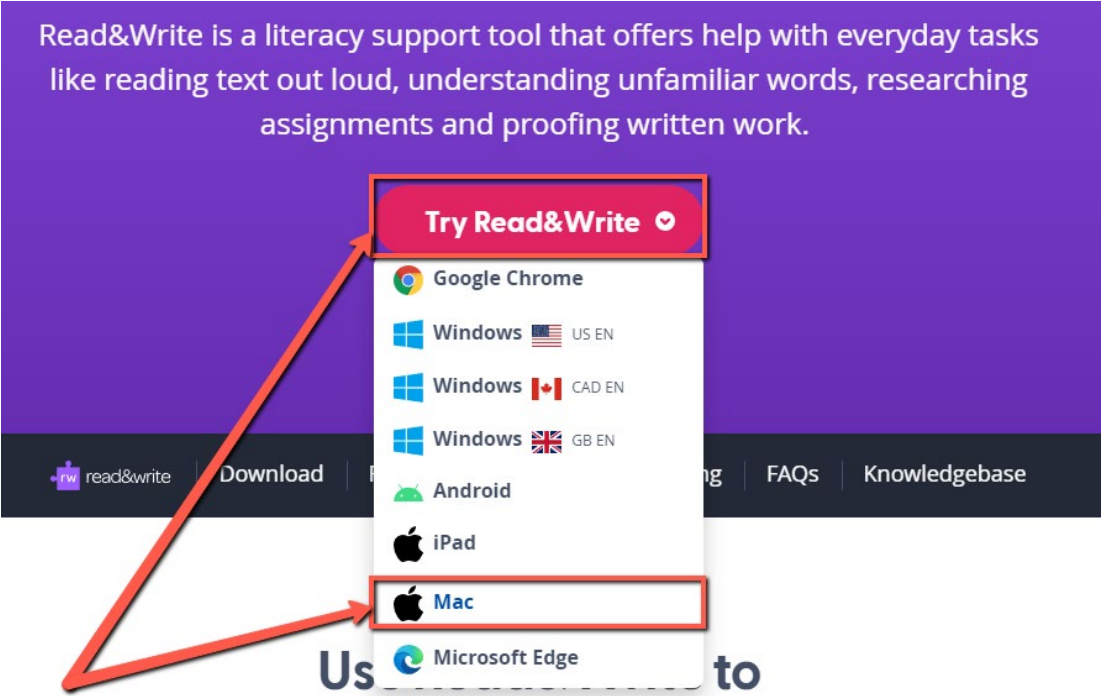 Read&Write is a literacy support tool that offers help with everyday tasks
like reading text out loud, understanding unfamiliar words, researching
assignments and proofing written work.
Try Read&Write
Google Chrome
Windows US EN
Windows CAD EN
Windows GB EN
rw read&write Download FAQs Knowledgebase
Android
iPad
Mac
Microsoft Edge
to